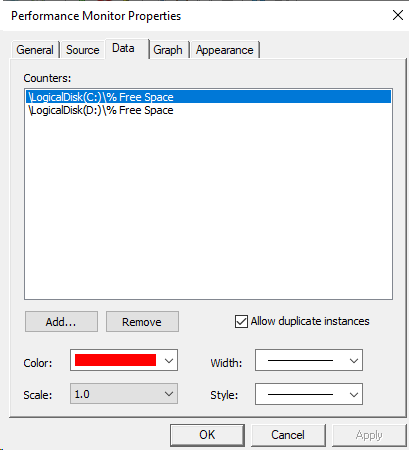 Performance Monitor Properties
General Source Data Graph Appearance
Counters:
\LogicalDisk(C:)\% Free Space
\LogicalDisk(D:)\% Free Space
Add... Remove Allow duplicate instances
Color: Width:
Scale: 1.0 Style:
OK Cancel Apply